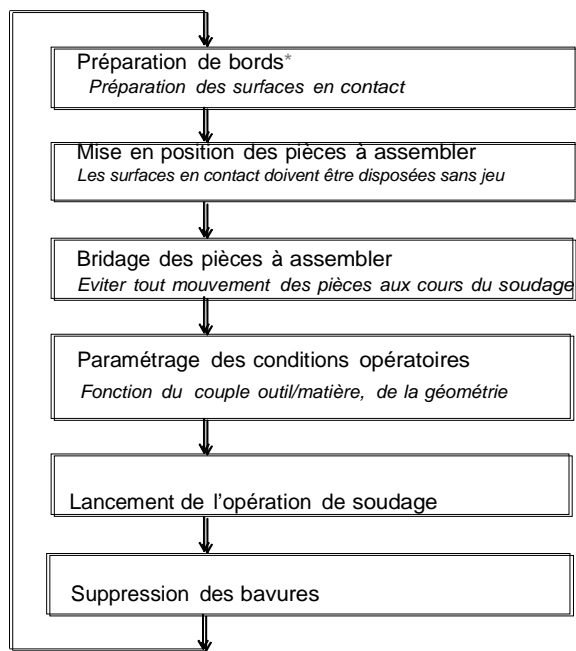 Préparation de bords*
Préparation des surfaces en contact
Mise en position des pièces à assembler
Les surfaces en contact doivent être disposées sans jeu
Bridage des pièces à assembler
Eviter tout mouvement des pièces aux cours du soudage
Paramétrage des conditions opératoires
Fonction du couple outil/matière, de la géométrie
Lancement de l’opération de soudage
Suppression des bavures